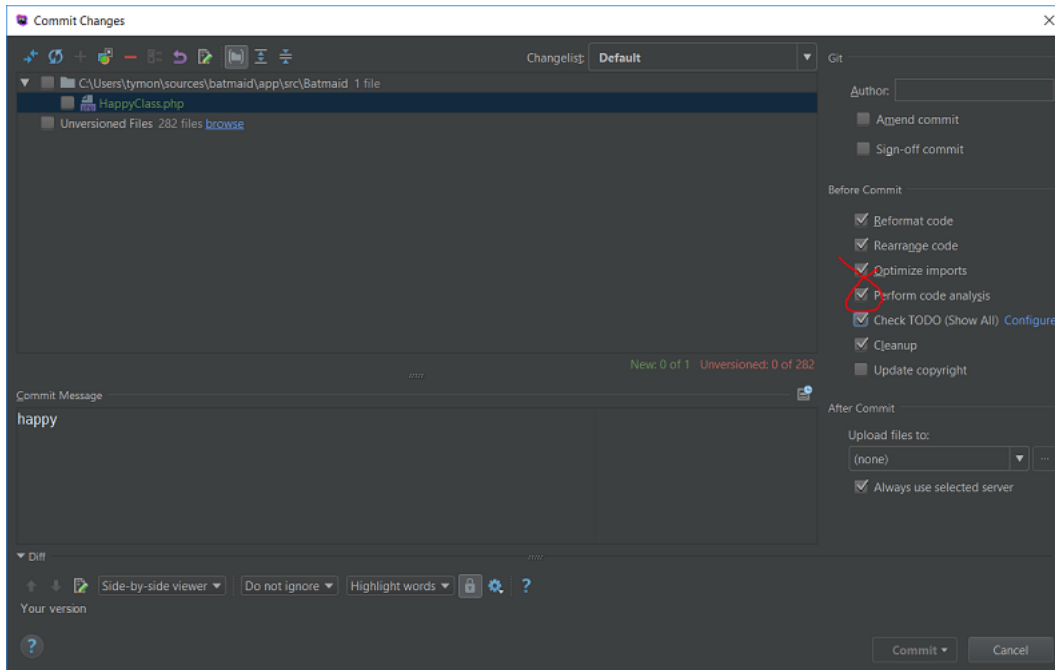 Commit Changes
Changelist: Default
C:\Users\tymon\sources\batmaid\app\src\Batmaid 1 file
HappyClass.php
Unversioned Files 282 files browse
New: 0 of 1 Unversioned: 0 of 282
Commit Message
happy
Diff
Side-by-side viewer Do not ignore Highlight words ?
Your version
?
Git
Author:
Amend commit
Sign-off commit
Before Commit
Reformat code
Rearrange code
Optimize imports
Perform code analysis
Check TODO (Show All) Configure
Cleanup
Update copyright
After Commit
Upload files to:
(none) ...
Always use selected server
Commit Cancel